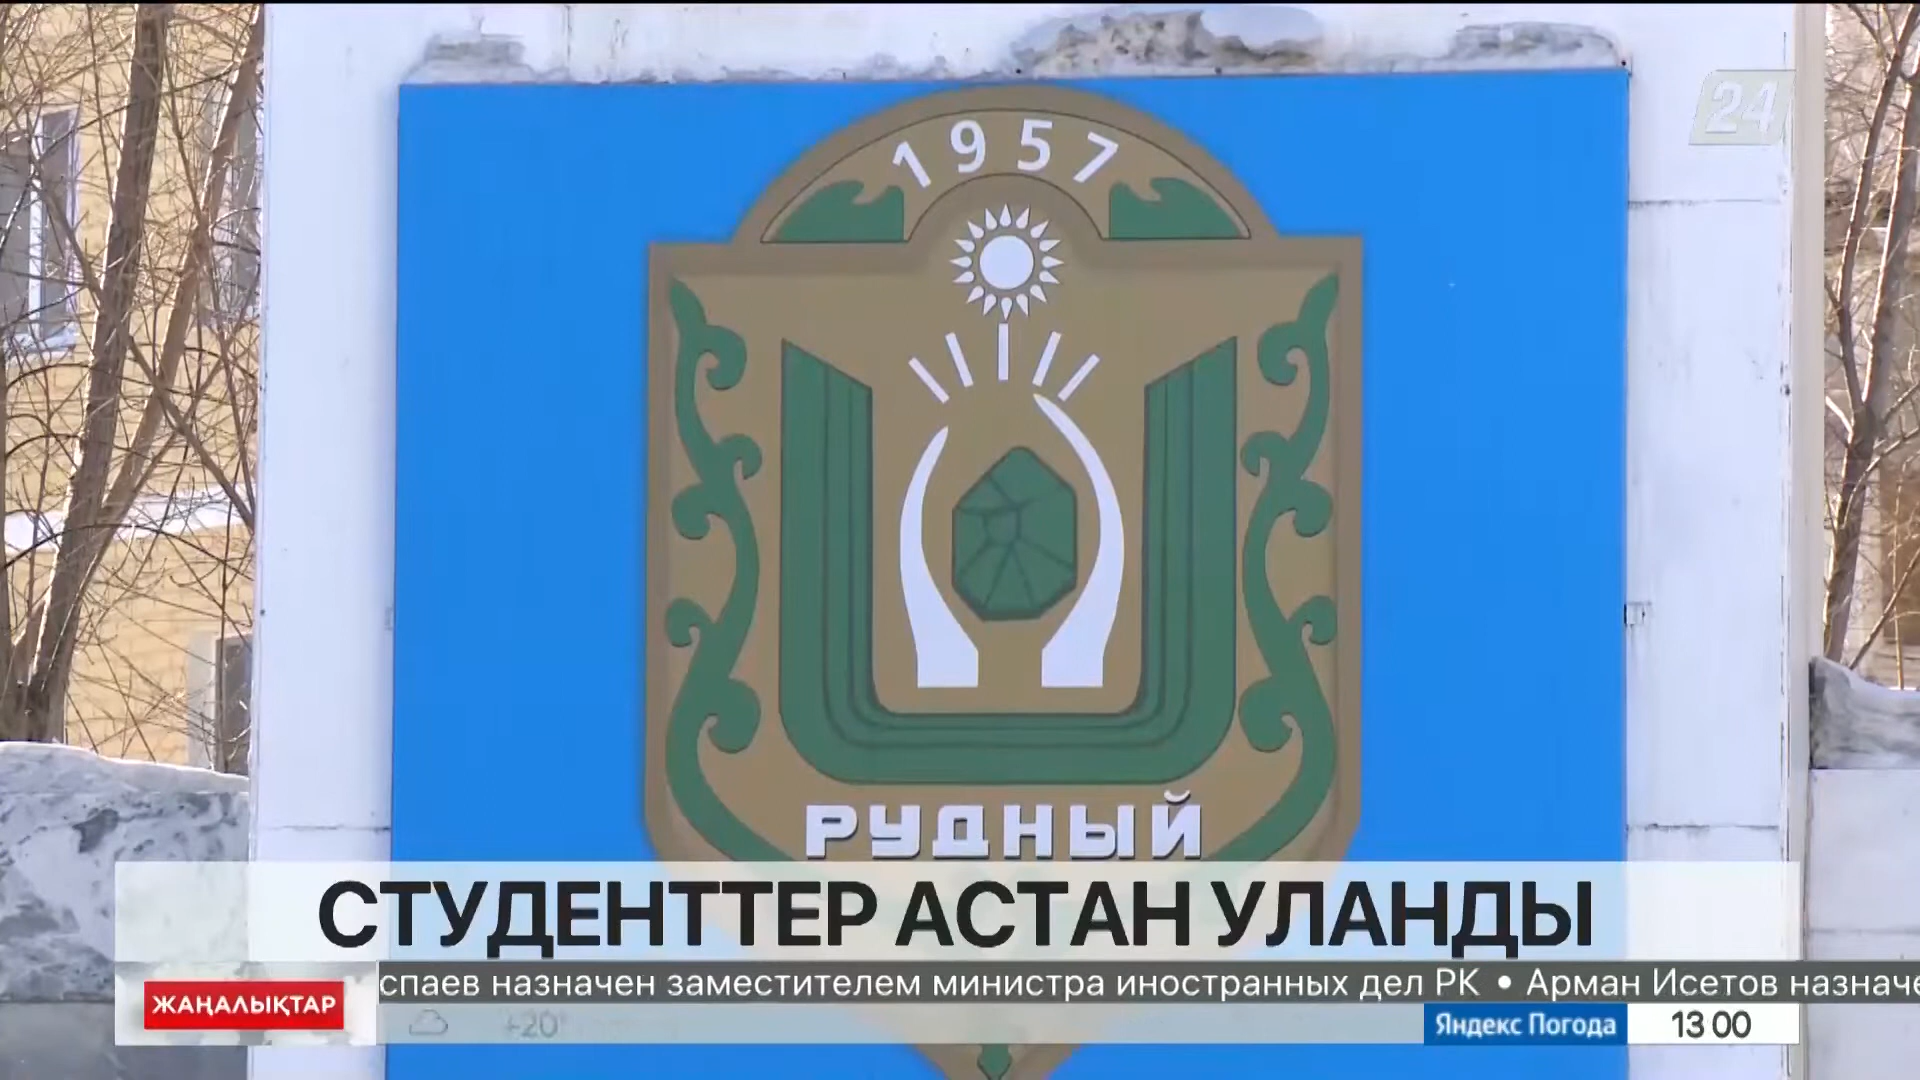 1957
24
РУДНЫЙ
СТУДЕНТТЕР АСТАН УЛАНДЫ
спаев назначен заместителем министра иностранных дел РК • Арман Исетов назначе
ЖАҢАЛЫҚТАР
+20°
Яндекс Погода
13 00